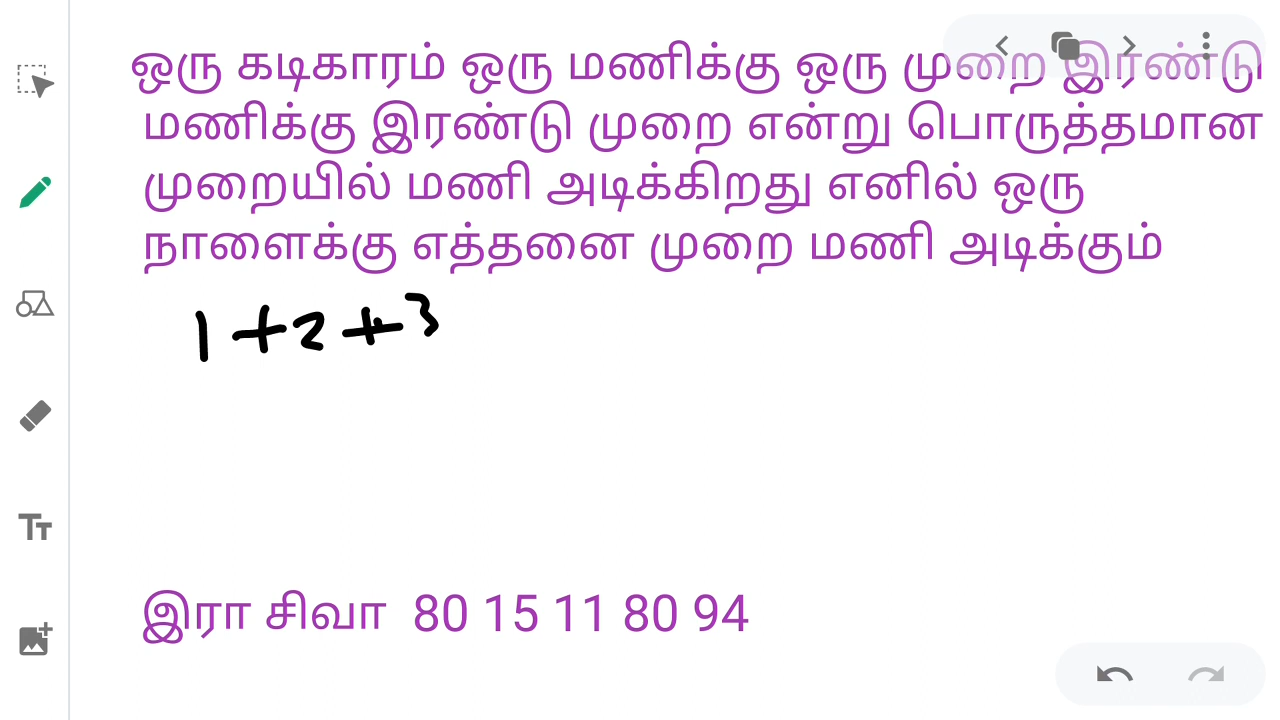 ஒரு கடிகாரம் ஒரு மணிக்கு ஒரு முறை இரண்டு
மணிக்கு இரண்டு முறை என்று பொருத்தமான
முறையில் மணி அடிக்கிறது எனில் ஒரு
நாளைக்கு எத்தனை முறை மணி அடிக்கும்
1 + 2 + 3
இரா சிவா 80 15 11 80 94
Tт